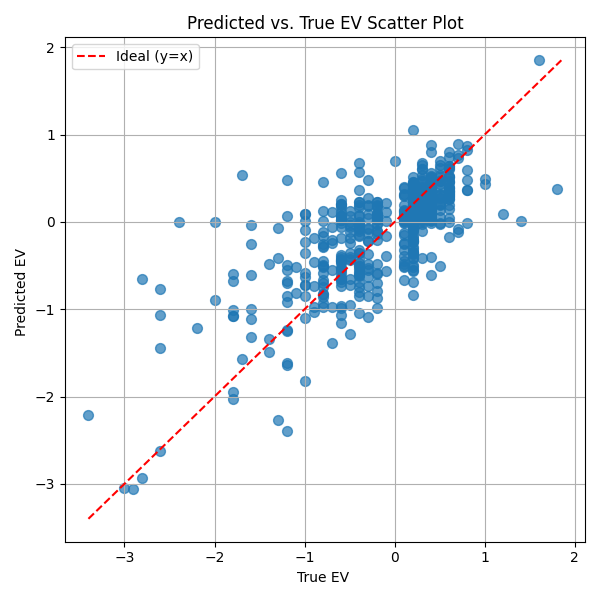 Predicted vs. True EV Scatter Plot
Ideal (y=x)
2
1
0
−1
−2
−3
Predicted EV
−3 −2 −1 0 1 2
True EV